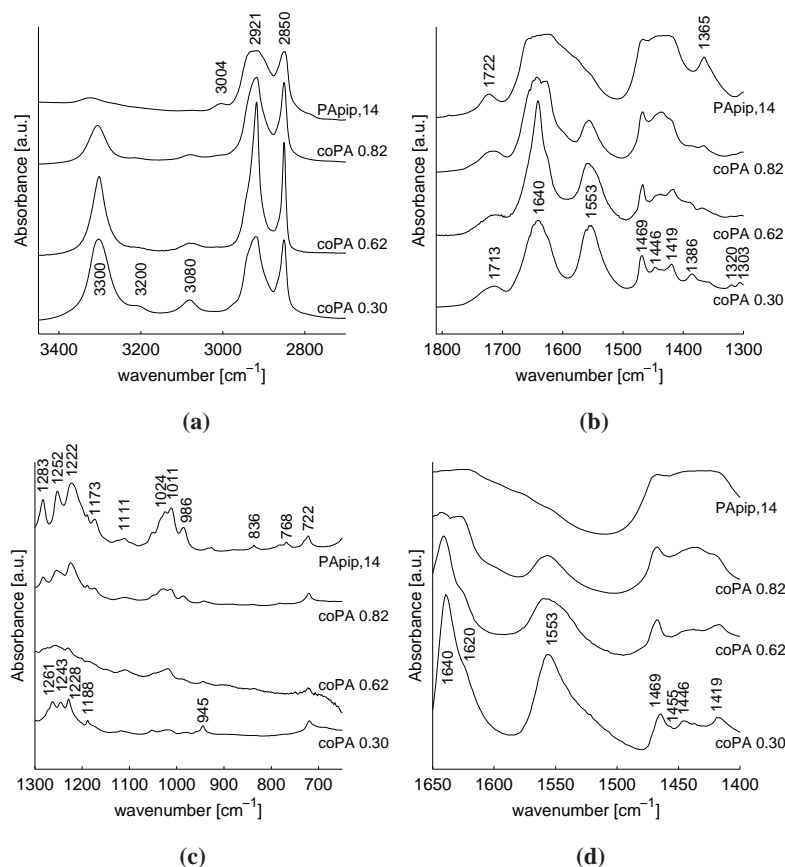 Absorbance [a.u.]
3300
3200
3080
3004
2921
2850
PApip,14
coPA 0.82
coPA 0.62
coPA 0.30
3400 3200 3000 2800
wavenumber [cm−1]
(a)
Absorbance [a.u.]
1722
1713
1640
1553
1469
1446
1419
1386
1365
1320
1303
PApip,14
coPA 0.82
coPA 0.62
coPA 0.30
1810 1700 1600 1500 1400 1300
wavenumber [cm−1]
(b)
Absorbance [a.u.]
1283
1252
1222
1173
1111
1024
1011
986
836
768
722
PApip,14
coPA 0.82
coPA 0.62
1261
1243
1228
1188
945
coPA 0.30
1300 1200 1100 1000 900 800 700
wavenumber [cm−1]
(c)
Absorbance [a.u.]
PApip,14
coPA 0.82
coPA 0.62
1640
1620
1553
1469
1455
1446
1419
coPA 0.30
1650 1600 1550 1500 1450 1400
wavenumber [cm−1]
(d)